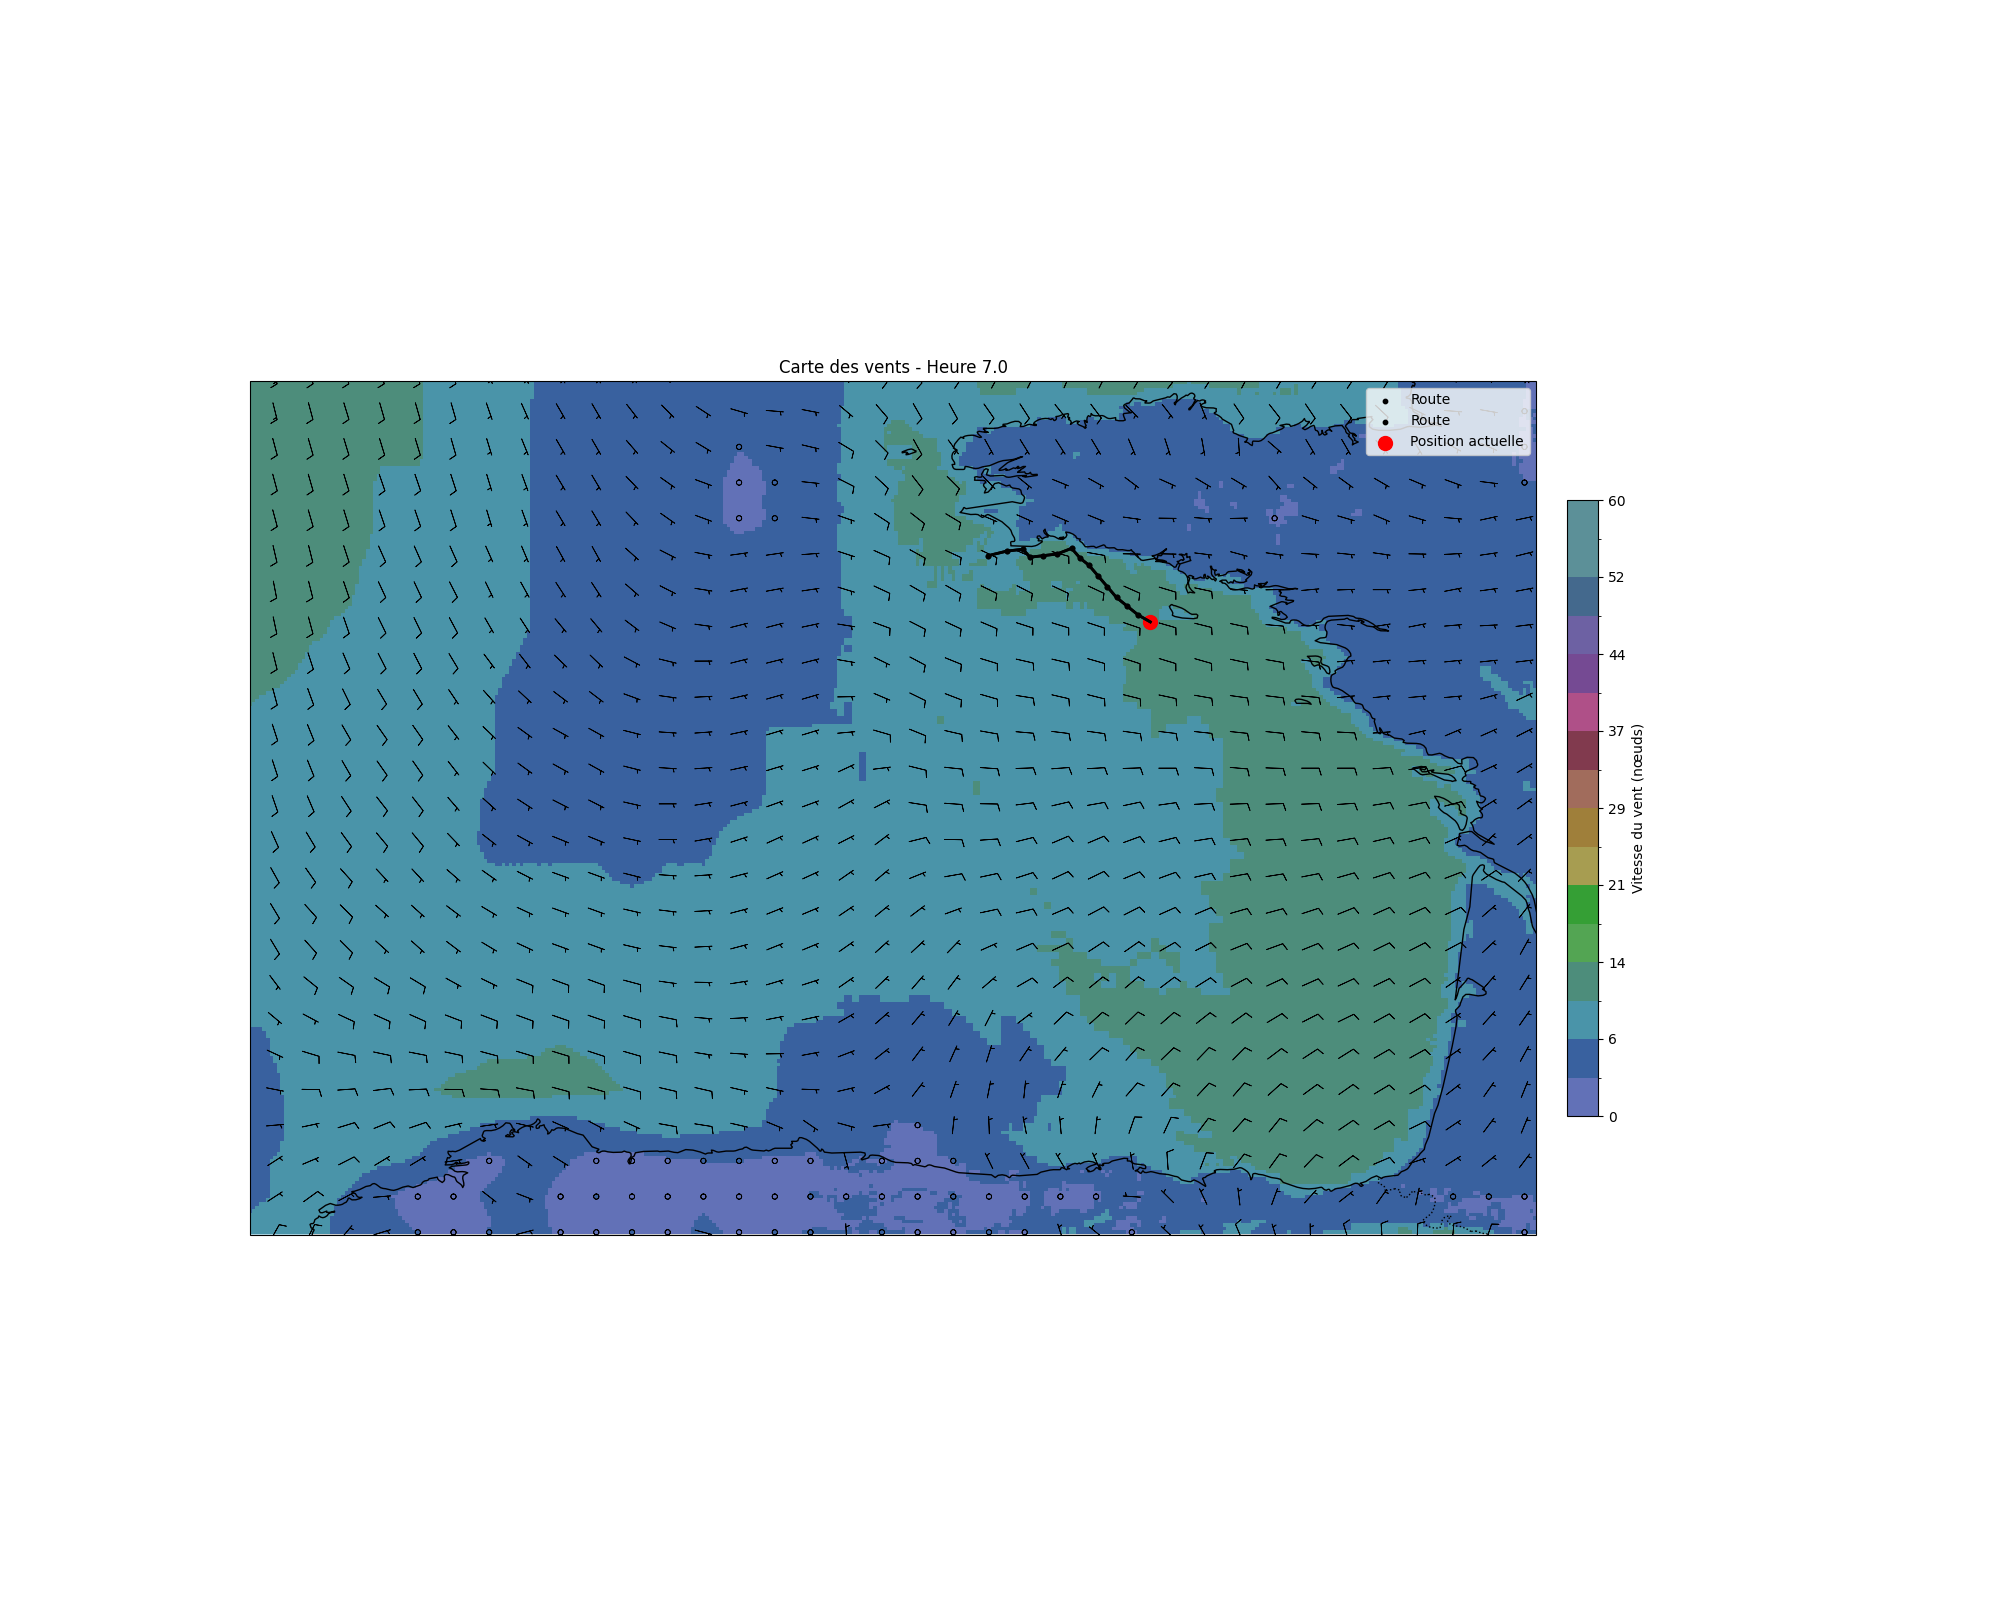 Carte des vents - Heure 7.0
Route
Route
Position actuelle
60
52
44
37
29
21
14
6
0
Vitesse du vent (nœuds)